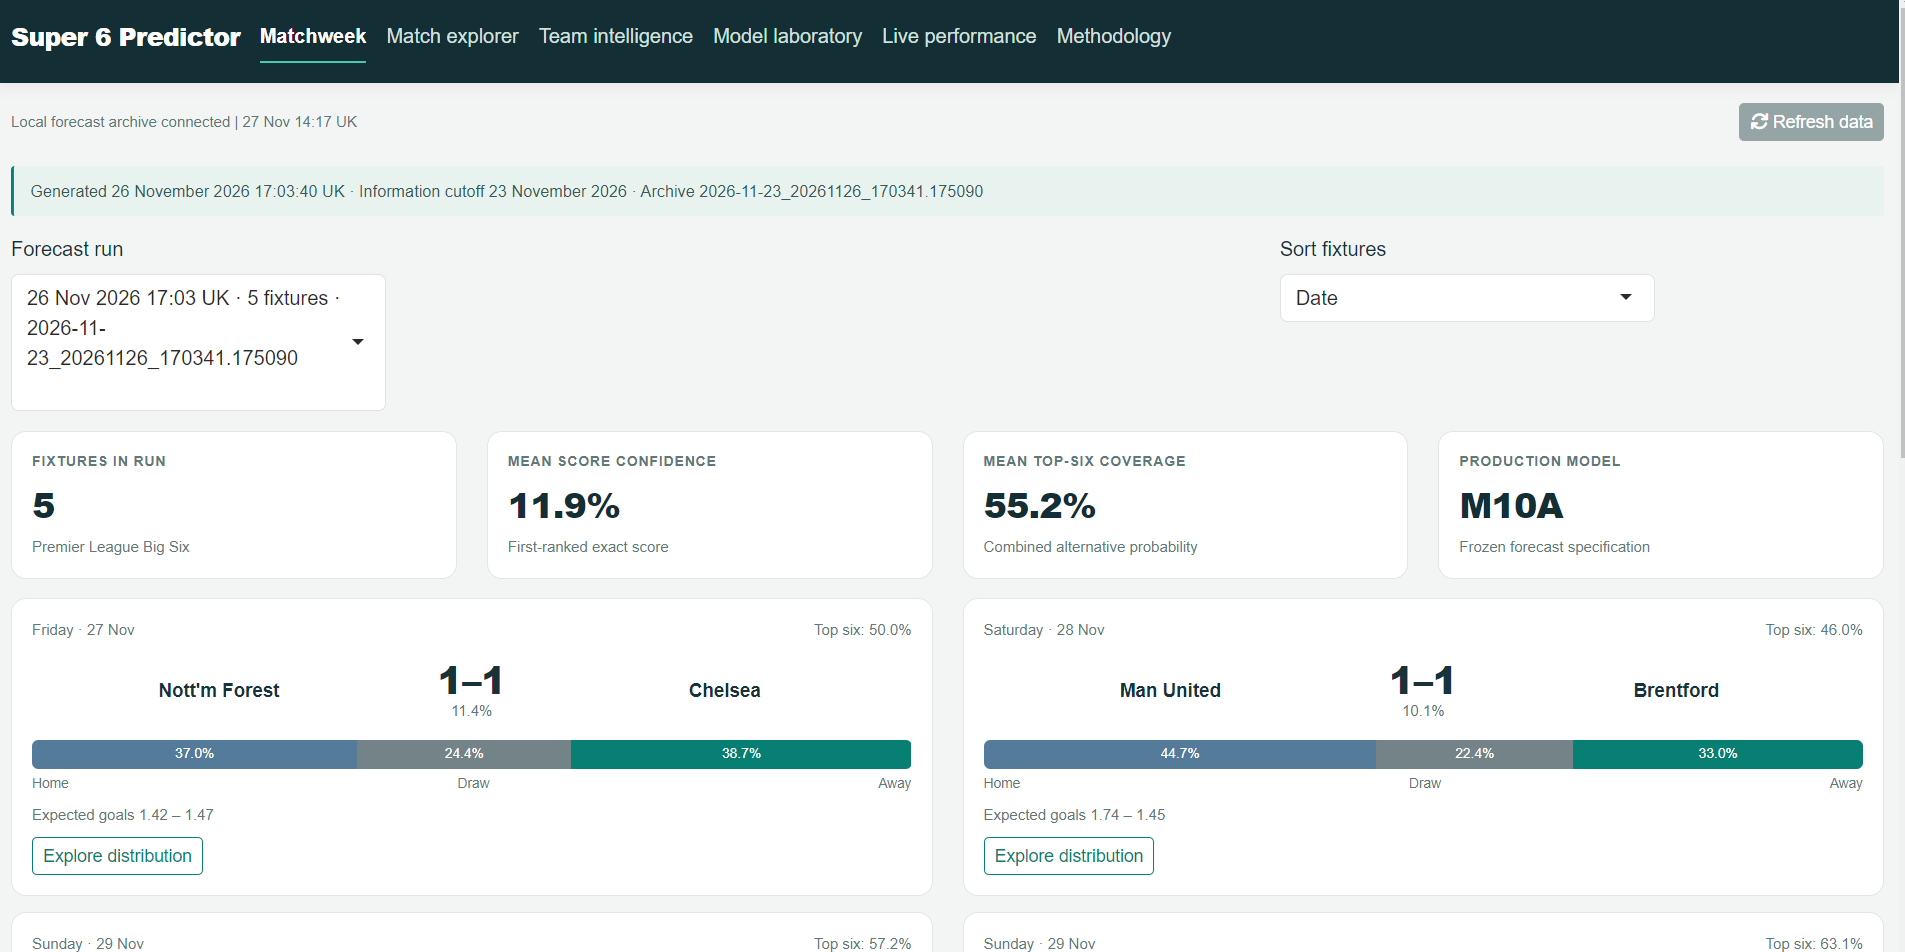 Super 6 Predictor Matchweek Match explorer Team intelligence Model laboratory Live performance Methodology
Local forecast archive connected | 27 Nov 14:17 UK
Refresh data
Generated 26 November 2026 17:03:40 UK · Information cutoff 23 November 2026 · Archive 2026-11-23_20261126_170341.175090
Forecast run
26 Nov 2026 17:03 UK · 5 fixtures ·
2026-11-
23_20261126_170341.175090
Sort fixtures
Date
FIXTURES IN RUN
5
Premier League Big Six
MEAN SCORE CONFIDENCE
11.9%
First-ranked exact score
MEAN TOP-SIX COVERAGE
55.2%
Combined alternative probability
PRODUCTION MODEL
M10A
Frozen forecast specification
Friday · 27 Nov
Top six: 50.0%
Nott'm Forest
1–1
11.4%
Chelsea
37.0% 24.4% 38.7%
Home Draw Away
Expected goals 1.42 – 1.47
Explore distribution
Saturday · 28 Nov
Top six: 46.0%
Man United
1–1
10.1%
Brentford
44.7% 22.4% 33.0%
Home Draw Away
Expected goals 1.74 – 1.45
Explore distribution
Sunday · 29 Nov
Top six: 57.2%
Sunday · 29 Nov
Top six: 63.1%